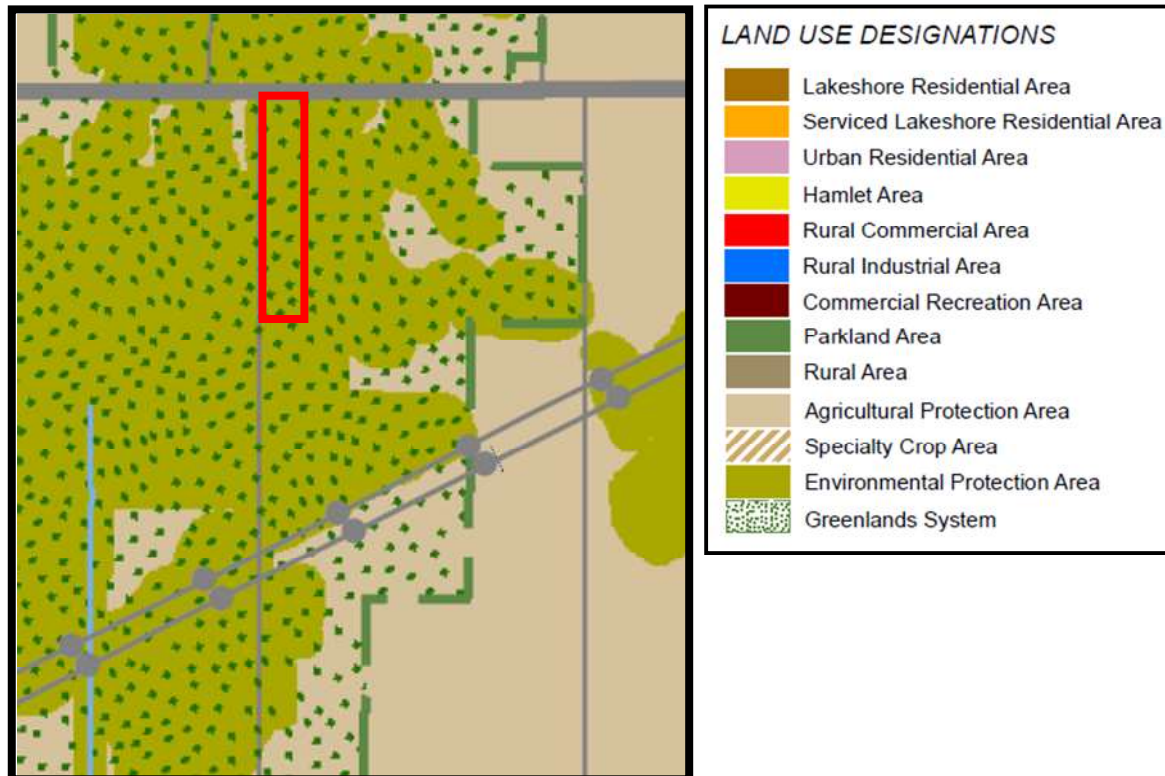 LAND USE DESIGNATIONS
Lakeshore Residential Area
Serviced Lakeshore Residential Area
Urban Residential Area
Hamlet Area
Rural Commercial Area
Rural Industrial Area
Commercial Recreation Area
Parkland Area
Rural Area
Agricultural Protection Area
Specialty Crop Area
Environmental Protection Area
Greenlands System